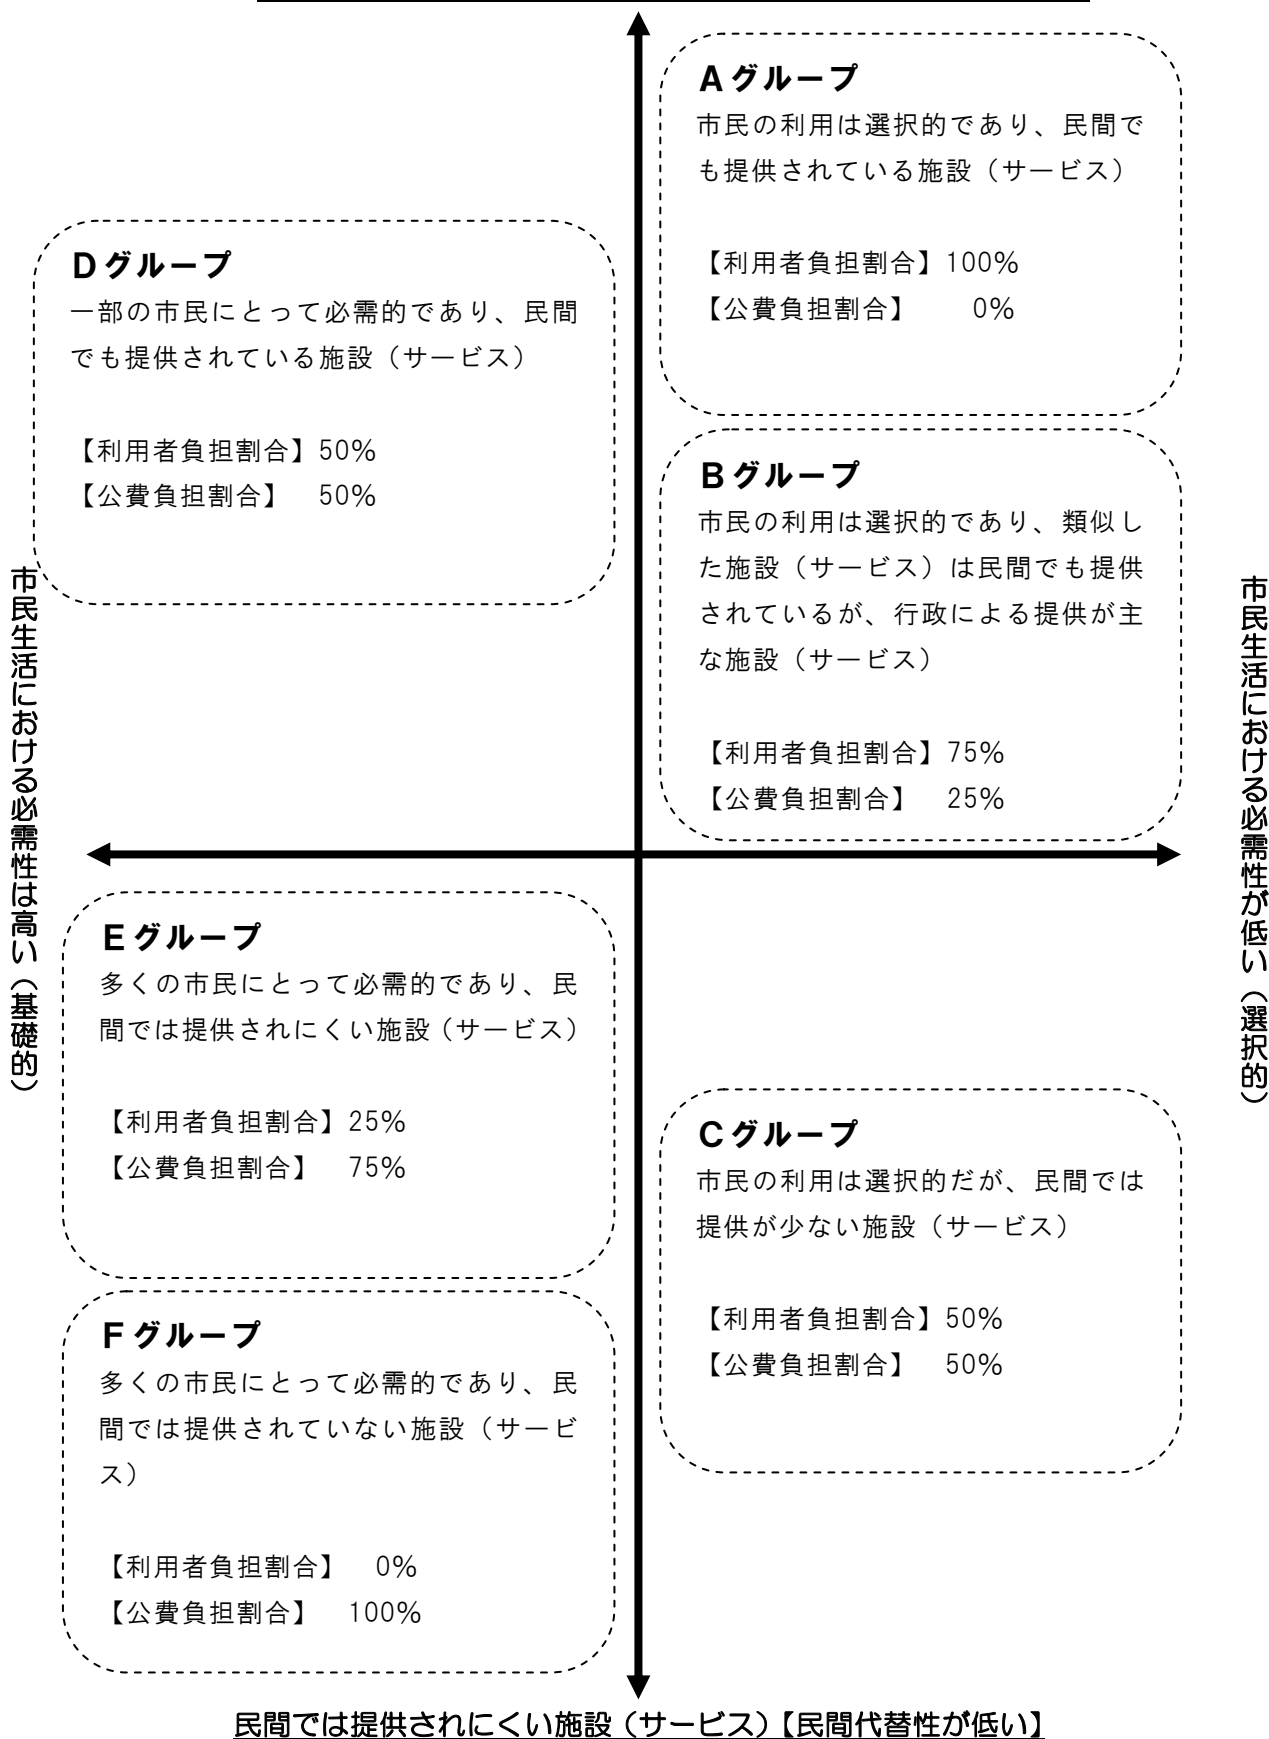 Aグループ
市民の利用は選択的であり、民間で
も提供されている施設（サービス）
【利用者負担割合】100%
【公費負担割合】　　0%
Dグループ
一部の市民にとって必需的であり、民間
でも提供されている施設（サービス）
【利用者負担割合】50%
【公費負担割合】　50%
Bグループ
市民の利用は選択的であり、類似し
た施設（サービス）は民間でも提供
されているが、行政による提供が主
な施設（サービス）
【利用者負担割合】75%
【公費負担割合】　25%
市民生活における必需性は高い（基礎的）
市民生活における必需性が低い（選択的）
Eグループ
多くの市民にとって必需的であり、民
間では提供されにくい施設（サービス）
【利用者負担割合】25%
【公費負担割合】　75%
Cグループ
市民の利用は選択的だが、民間では
提供が少ない施設（サービス）
【利用者負担割合】50%
【公費負担割合】　50%
Fグループ
多くの市民にとって必需的であり、民
間では提供されていない施設（サービ
ス）
【利用者負担割合】　0%
【公費負担割合】　100%
民間では提供されにくい施設（サービス）【民間代替性が低い】